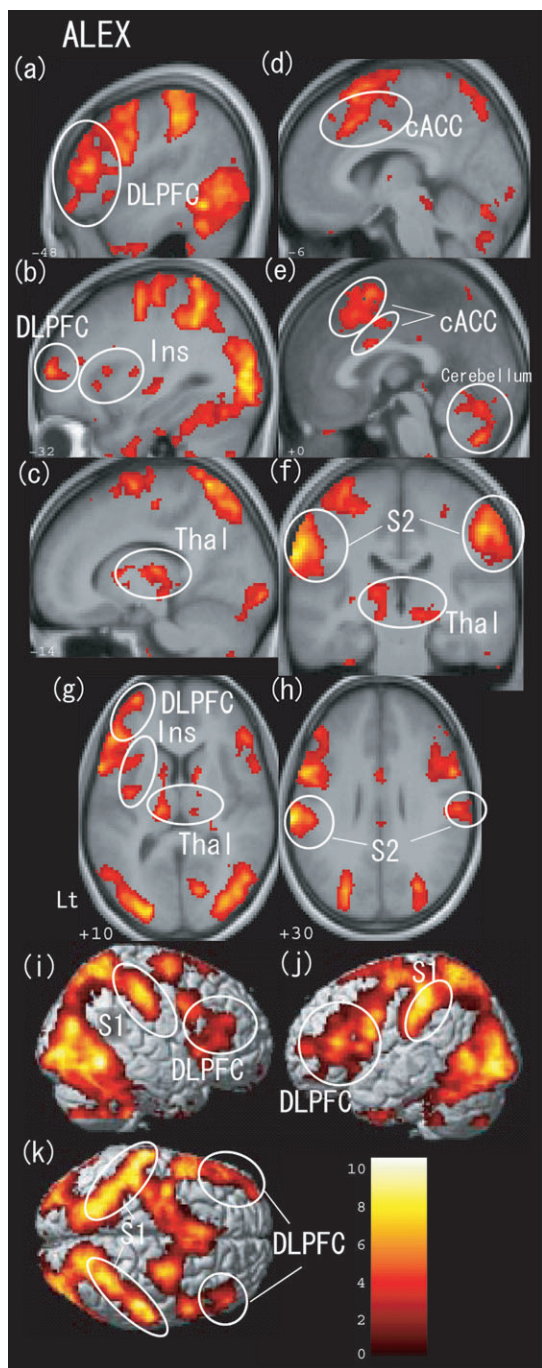 ALEX
(a)
DLPFC
-48
(d)
cACC
-6
(b)
DLPFC
Ins
-32
(e)
cACC
Cerebellum
+0
(c)
Thal
-14
(f)
S2
Thal
(g)
DLPFC
Ins
Thal
Lt
+10
(h)
S2
+30
(i)
S1
DLPFC
(j)
S1
DLPFC
(k)
S1
S1
DLPFC
10
8
6
4
2
0